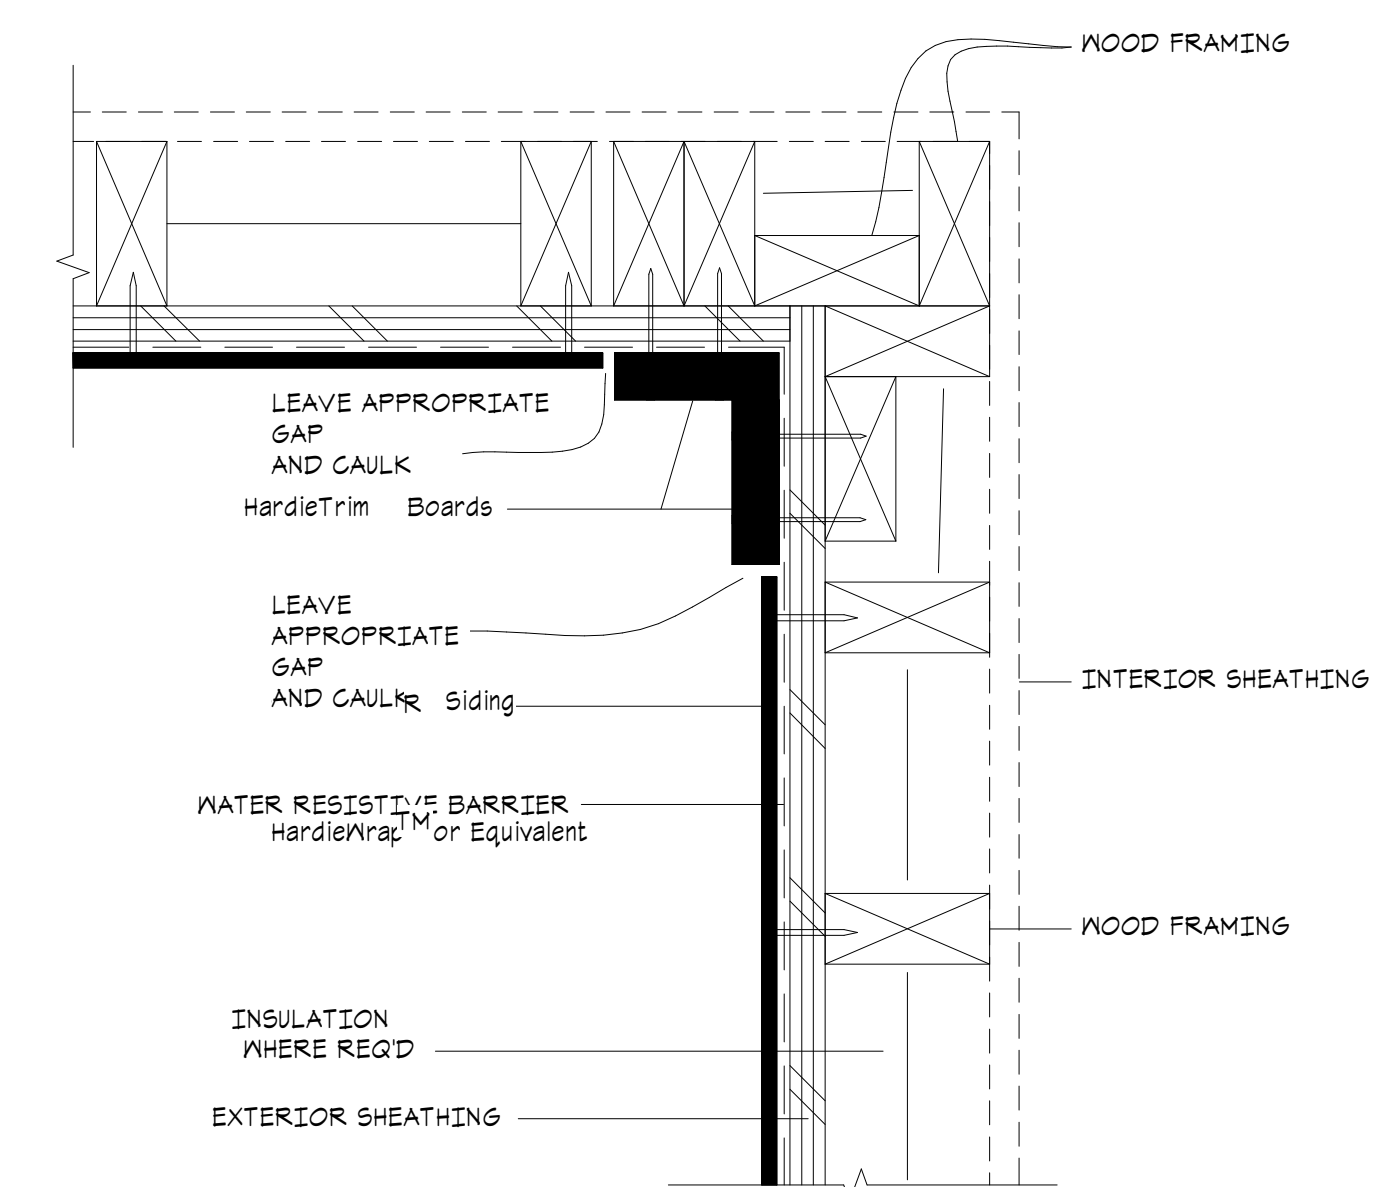 WOOD FRAMING
LEAVE APPROPRIATE
GAP
AND CAULK
HardieTrim Boards
LEAVE
APPROPRIATE
GAP
AND CAULK
R Siding
INTERIOR SHEATHING
WATER RESISTIVE BARRIER
HardieWrap TM or Equivalent
WOOD FRAMING
INSULATION
WHERE REQ'D
EXTERIOR SHEATHING